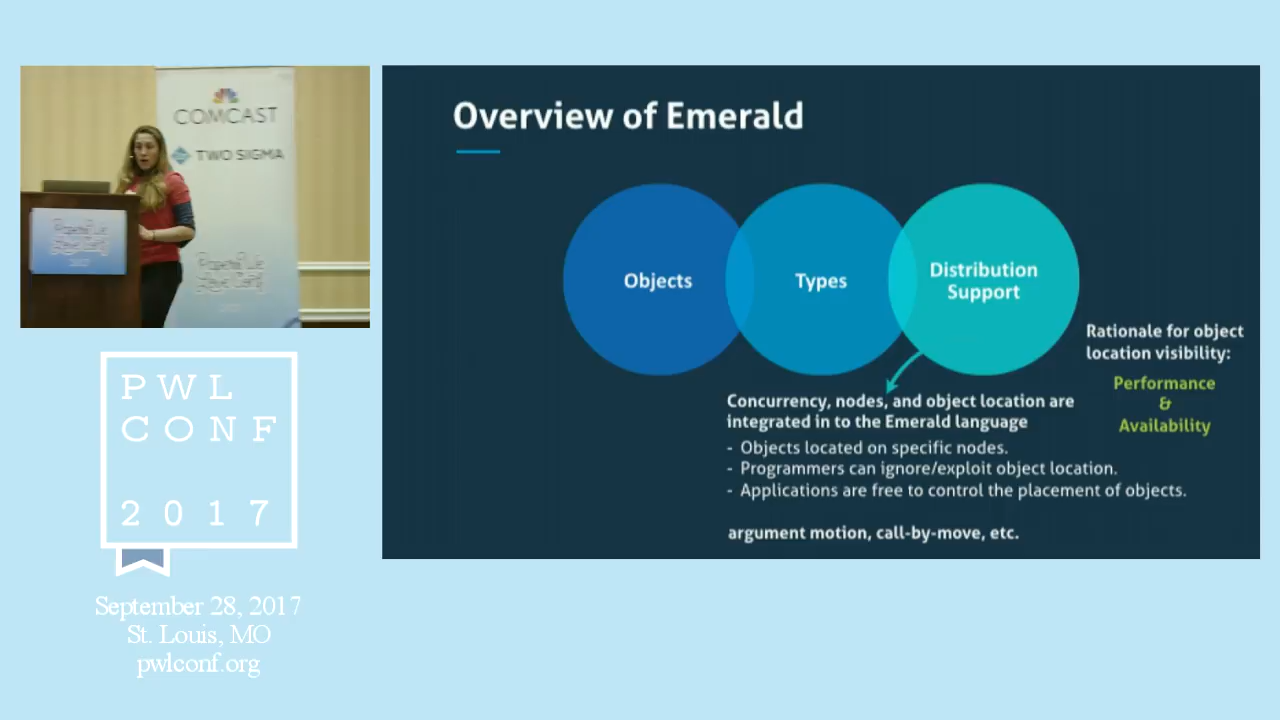 COMCAST
TWO SIGMA
2017
PWL
CONF
2017
September 28, 2017
St. Louis, MO
pwlconf.org
Overview of Emerald
Objects
Types
Distribution
Support
Rationale for object
location visibility:
Performance
&
Availability
Concurrency, nodes, and object location are
integrated in to the Emerald language
- Objects located on specific nodes.
- Programmers can ignore/exploit object location.
- Applications are free to control the placement of objects.
argument motion, call-by-move, etc.